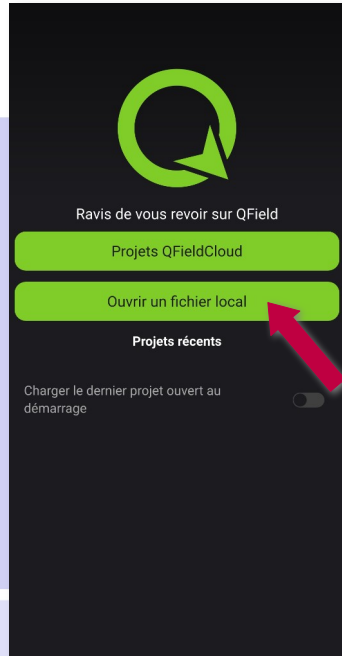 Ravis de vous revoir sur QField
Projets QFieldCloud
Ouvrir un fichier local
Projets récents
Charger le dernier projet ouvert au
démarrage